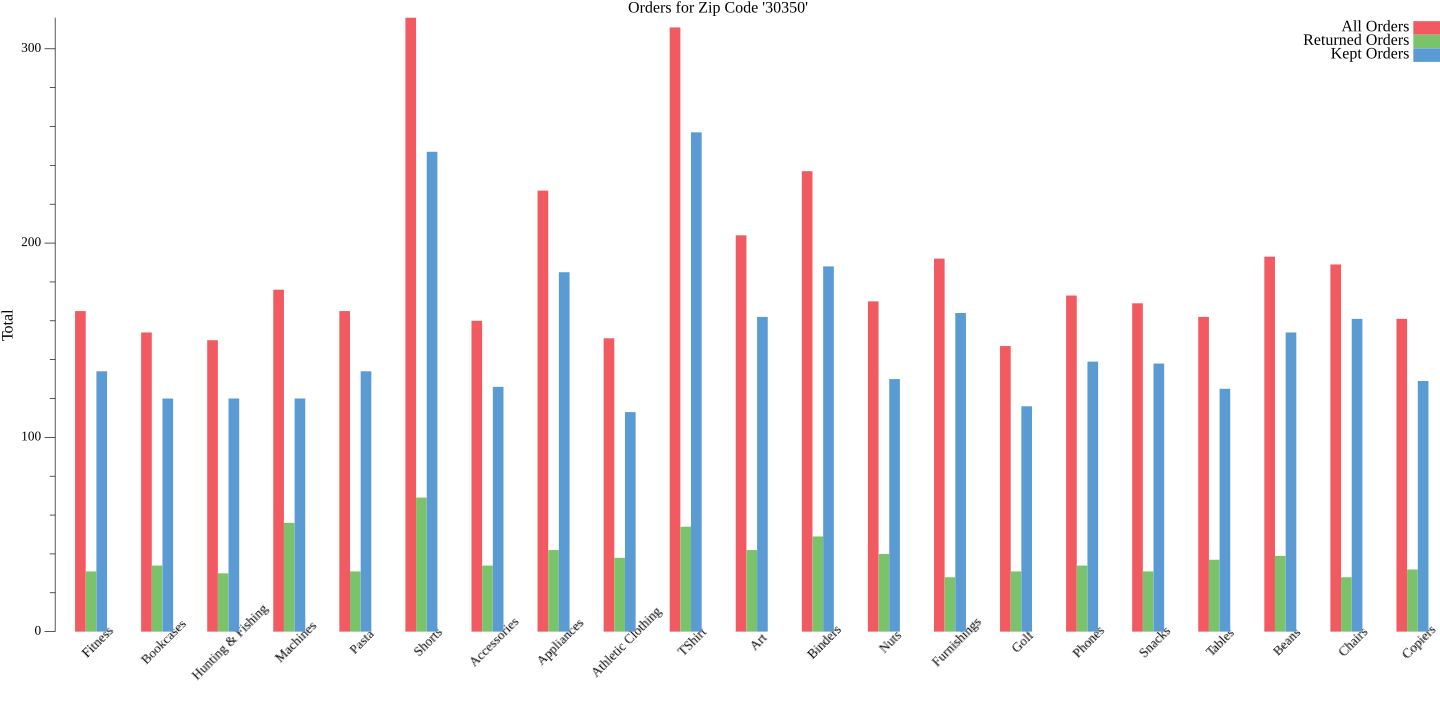 Orders for Zip Code '30350'
All Orders
Returned Orders
Kept Orders
Total
300
200
100
0
Fitness
Bookcases
Hunting & Fishing
Machines
Pasta
Shorts
Accessories
Appliances
Athletic Clothing
TShirt
Art
Binders
Nuts
Furnishings
Golf
Phones
Snacks
Tables
Beans
Chairs
Copiers